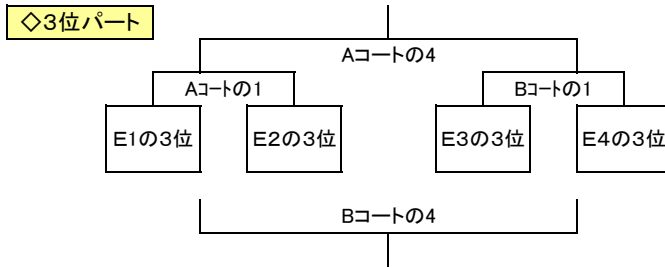 ◇3位パート
Aコートの4
Aコートの1
Bコートの1
E1の3位
E2の3位
E3の3位
E4の3位
Bコートの4